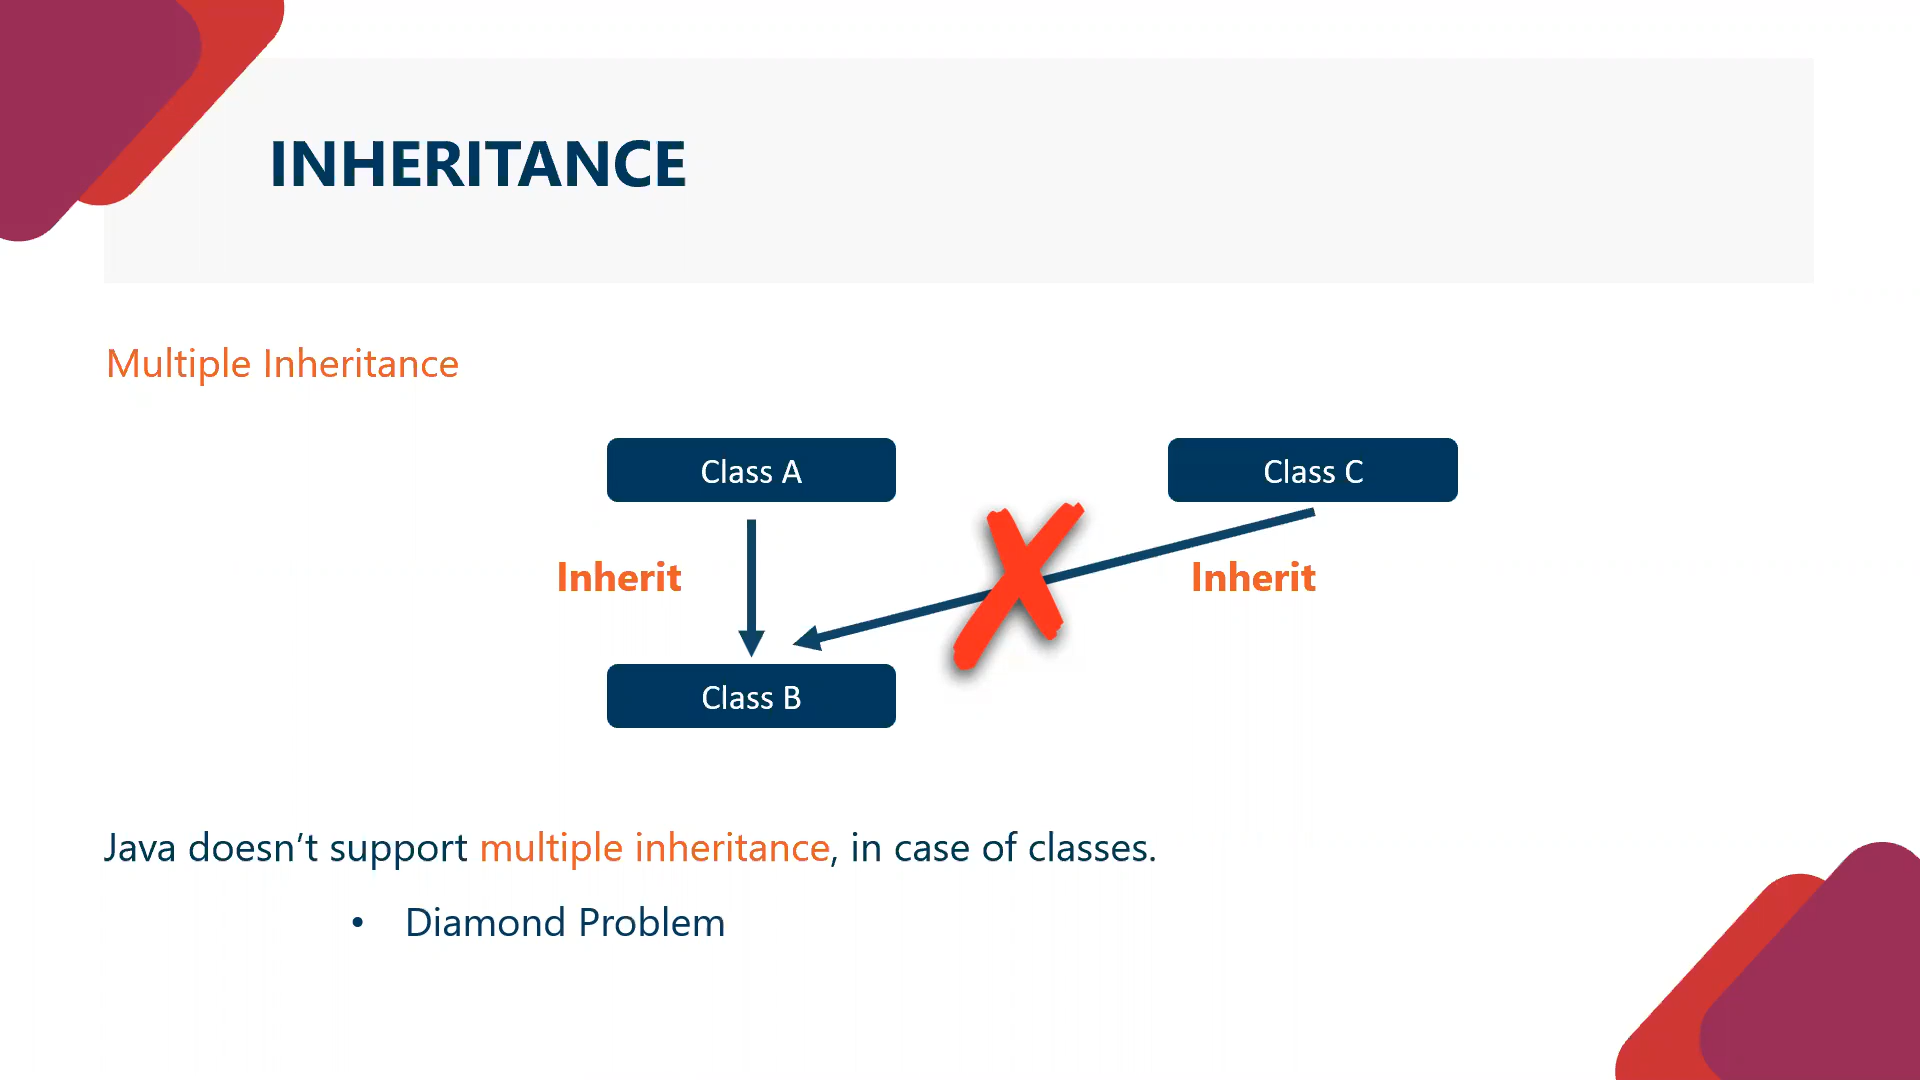 INHERITANCE
Multiple Inheritance
Class A
Class C
Inherit
Inherit
Class B
Java doesn’t support multiple inheritance, in case of classes.
• Diamond Problem